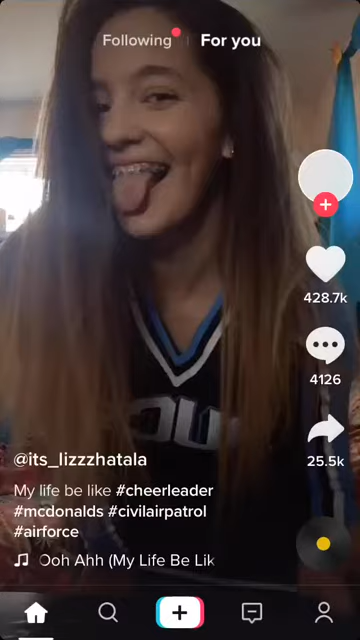 Following | For you
428.7k
4126
25.5k
@its_lizzzhatala
My life be like #cheerleader
#mcdonalds #civilairpatrol
#airforce
Ooh Ahh (My Life Be Lik